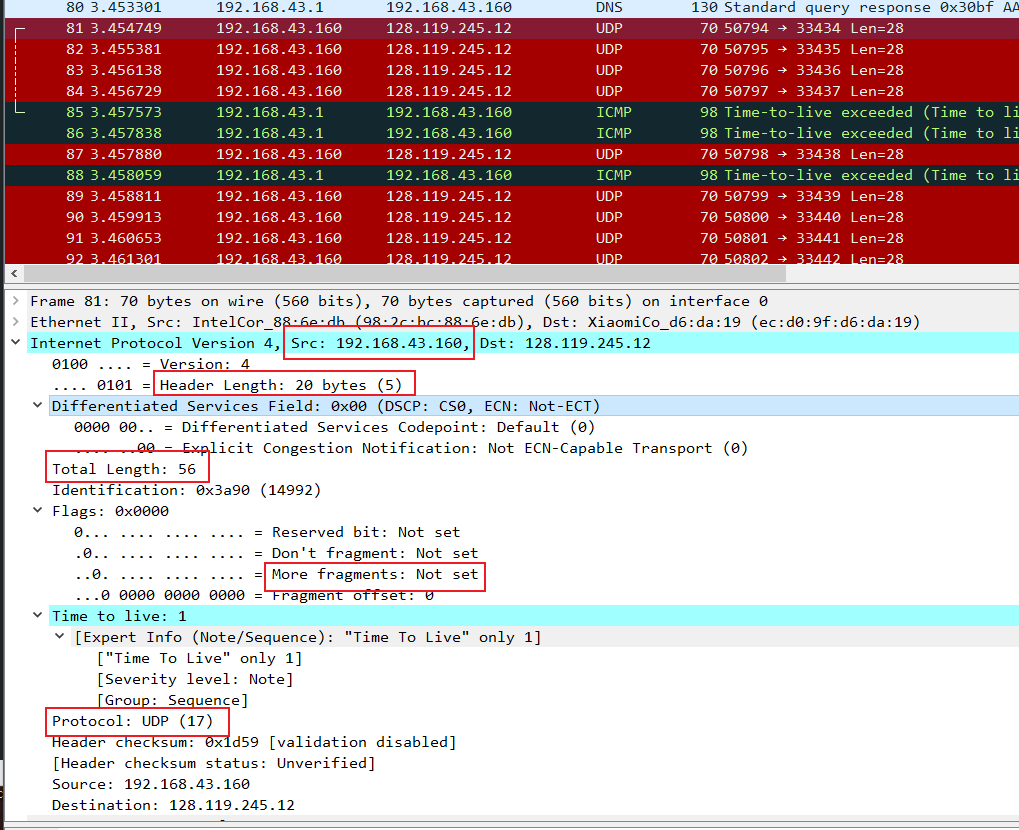 80 3.453301 192.168.43.1 192.168.43.160 DNS 130 Standard query response 0x30bf AA
81 3.454749 192.168.43.160 128.119.245.12 UDP 70 50794 → 33434 Len=28
82 3.455381 192.168.43.160 128.119.245.12 UDP 70 50795 → 33435 Len=28
83 3.456138 192.168.43.160 128.119.245.12 UDP 70 50796 → 33436 Len=28
84 3.456729 192.168.43.160 128.119.245.12 UDP 70 50797 → 33437 Len=28
85 3.457573 192.168.43.1 192.168.43.160 ICMP 98 Time-to-live exceeded (Time to li
86 3.457838 192.168.43.1 192.168.43.160 ICMP 98 Time-to-live exceeded (Time to li
87 3.457880 192.168.43.160 128.119.245.12 UDP 70 50798 → 33438 Len=28
88 3.458059 192.168.43.1 192.168.43.160 ICMP 98 Time-to-live exceeded (Time to li
89 3.458811 192.168.43.160 128.119.245.12 UDP 70 50799 → 33439 Len=28
90 3.459913 192.168.43.160 128.119.245.12 UDP 70 50800 → 33440 Len=28
91 3.460653 192.168.43.160 128.119.245.12 UDP 70 50801 → 33441 Len=28
92 3.461301 192.168.43.160 128.119.245.12 UDP 70 50802 → 33442 Len=28
Frame 81: 70 bytes on wire (560 bits), 70 bytes captured (560 bits) on interface 0
Ethernet II, Src: IntelCor_88:6e:db (98:2c:bc:88:6e:db), Dst: XiaomiCo_d6:da:19 (ec:d0:9f:d6:da:19)
Internet Protocol Version 4, Src: 192.168.43.160, Dst: 128.119.245.12
0100 .... = Version: 4
.... 0101 = Header Length: 20 bytes (5)
Differentiated Services Field: 0x00 (DSCP: CS0, ECN: Not-ECT)
0000 00.. = Differentiated Services Codepoint: Default (0)
.... ..00 = Explicit Congestion Notification: Not ECN-Capable Transport (0)
Total Length: 56
Identification: 0x3a90 (14992)
Flags: 0x0000
0... .... .... .... = Reserved bit: Not set
.0.. .... .... .... = Don't fragment: Not set
..0. .... .... .... = More fragments: Not set
...0 0000 0000 0000 = Fragment offset: 0
Time to live: 1
[Expert Info (Note/Sequence): "Time To Live" only 1]
["Time To Live" only 1]
[Severity level: Note]
[Group: Sequence]
Protocol: UDP (17)
Header checksum: 0x1d59 [validation disabled]
[Header checksum status: Unverified]
Source: 192.168.43.160
Destination: 128.119.245.12